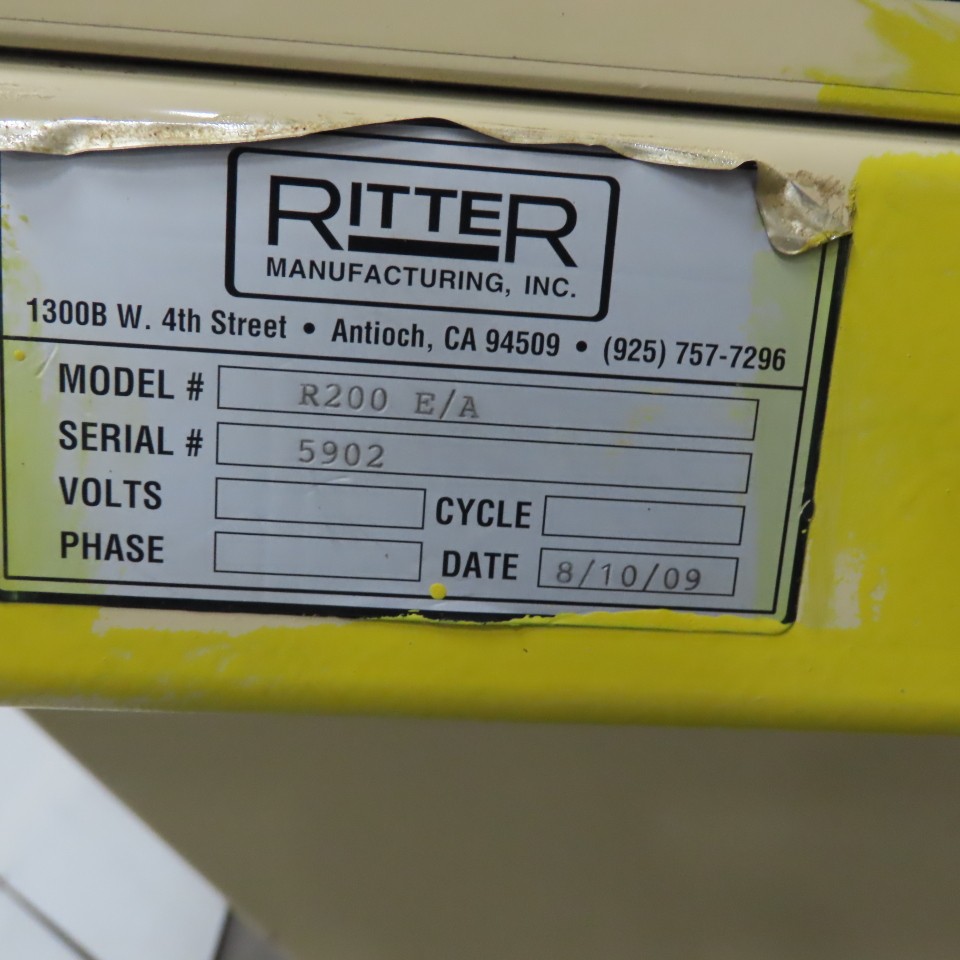 RITTER
MANUFACTURING, INC.
1300B W. 4th Street • Antioch, CA 94509 • (925) 757-7296
MODEL # R200 E/A
SERIAL # 5902
VOLTS CYCLE
PHASE DATE 8/10/09